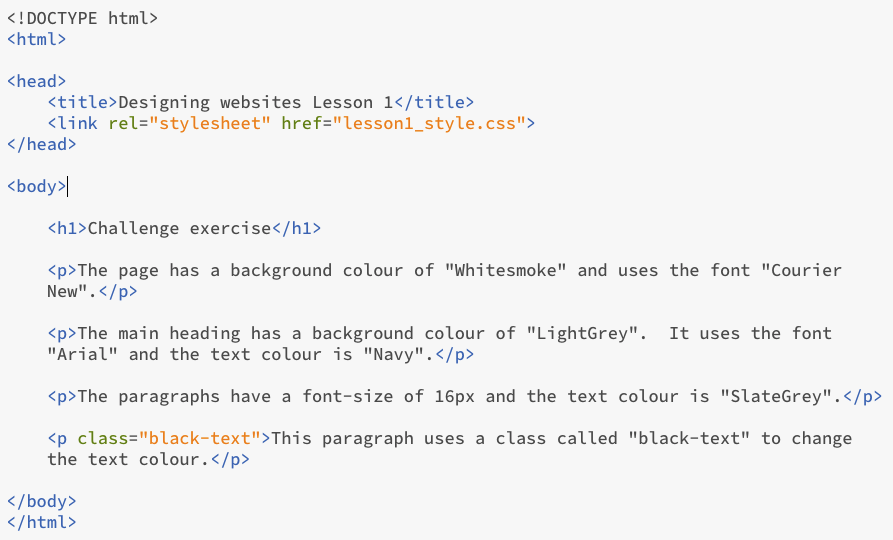 <!DOCTYPE html>
<html>
<head>
<title>Designing websites Lesson 1</title>
<link rel="stylesheet" href="lesson1_style.css">
</head>
<body>
<h1>Challenge exercise</h1>
<p>The page has a background colour of "Whitesmoke" and uses the font "Courier
New".</p>
<p>The main heading has a background colour of "LightGrey".  It uses the font
"Arial" and the text colour is "Navy".</p>
<p>The paragraphs have a font-size of 16px and the text colour is "SlateGrey".</p>
<p class="black-text">This paragraph uses a class called "black-text" to change
the text colour.</p>
</body>
</html>